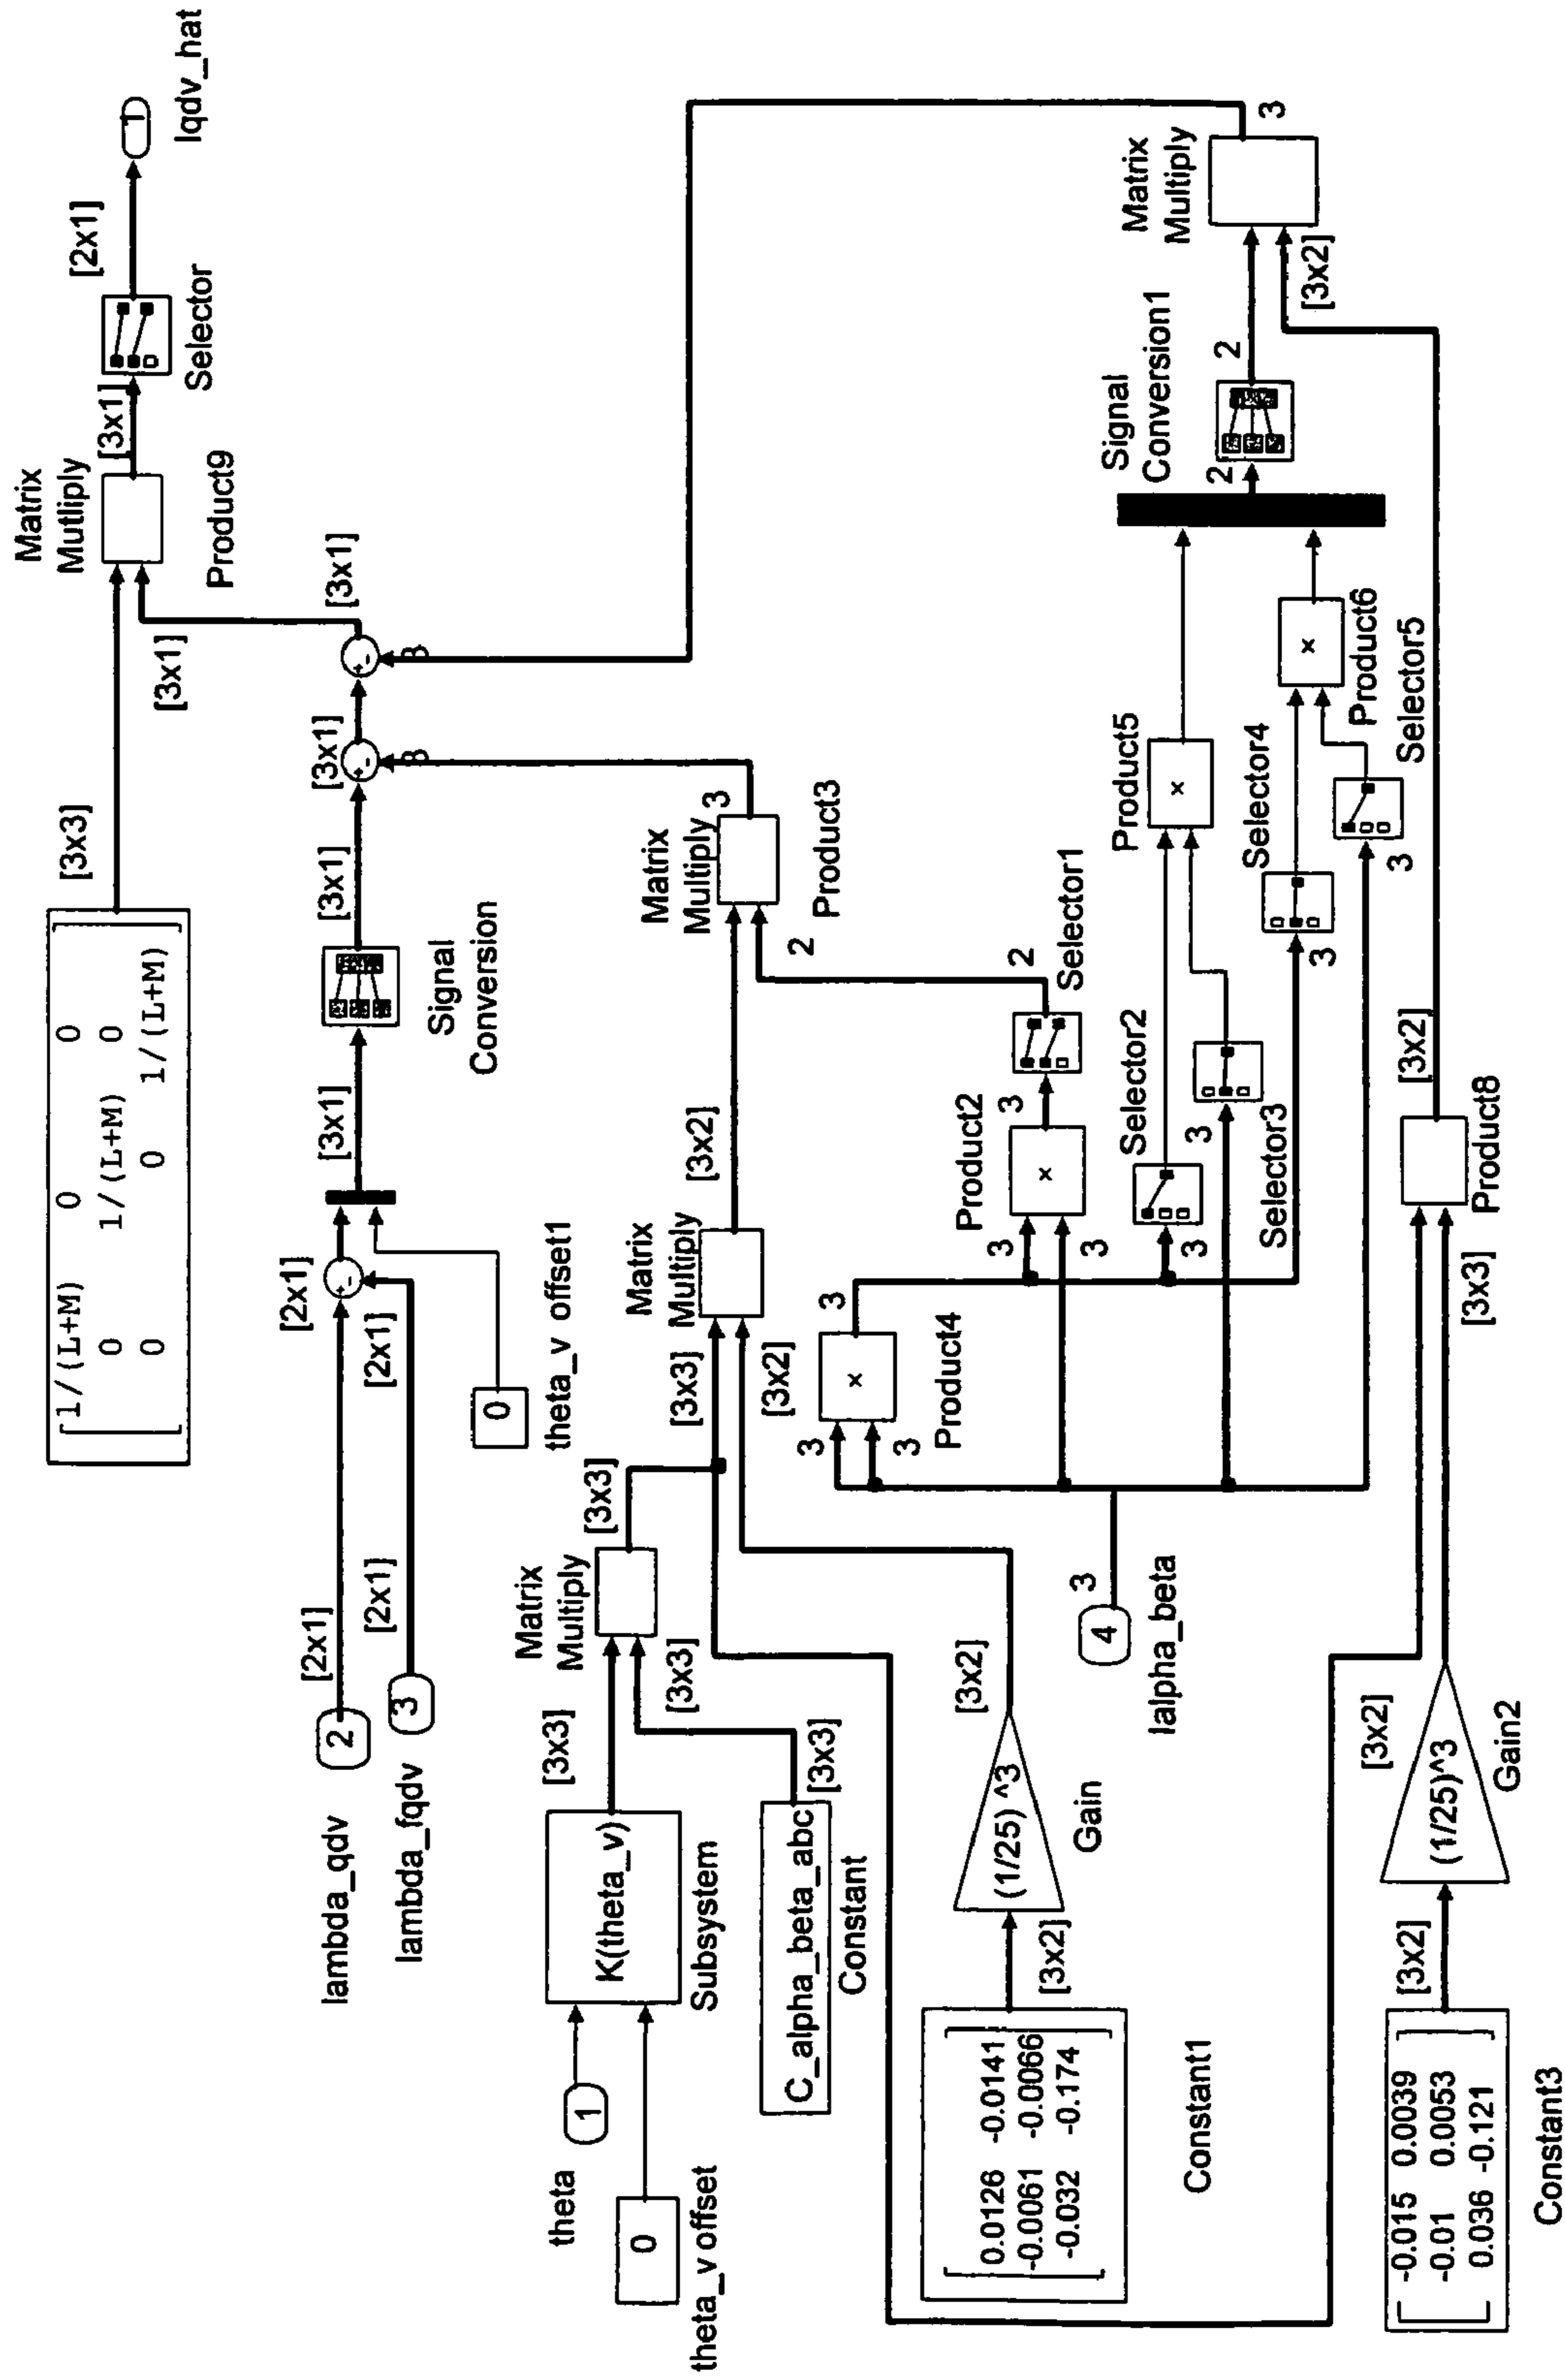 [1/(L+M) 0 0
0 1/(L+M) 0
0 0 1/(L+M)]
[3x3]
Matrix
Mutliply
Product9
[3x1]
[3x1]
Selector
[2x1]
1
Iqdv_hat
lambda_qdv
2
[2x1]
lambda_fqdv
3
[2x1]
[2x1]
[2x1]
+
-
0
theta_v offset1
[3x1]
Signal
Conversion
[3x1]
[3x1]
+
-
3
[3x1]
+
-
3
theta
1
0
theta_v offset
K(theta_v)
Subsystem
[3x3]
C_alpha_beta_abc
Constant
[3x3]
[3x3]
Matrix
Multiply
[3x3]
[3x3]
[3x2]
Matrix
Multiply
[3x2]
Matrix
Multiply
3
Product3
2
0.0126 -0.0141
-0.0061 -0.0066
-0.032 -0.174
Constant1
[3x2]
(1/25) ^3
Gain
[3x2]
Ialpha_beta
4
3
3
3
x
Product4
3
3
3
Product2
x
3
2
Selector1
3
Selector2
3
Selector3
Product5
x
3
Selector4
3
Selector5
x
Product6
2
Signal
Conversion1
2
Matrix
Multiply
[3x2]
3
-0.015 0.0039
-0.01 0.0053
0.036 -0.121
Constant3
[3x2]
(1/25)^3
Gain2
[3x2]
[3x3]
Product8
[3x2]